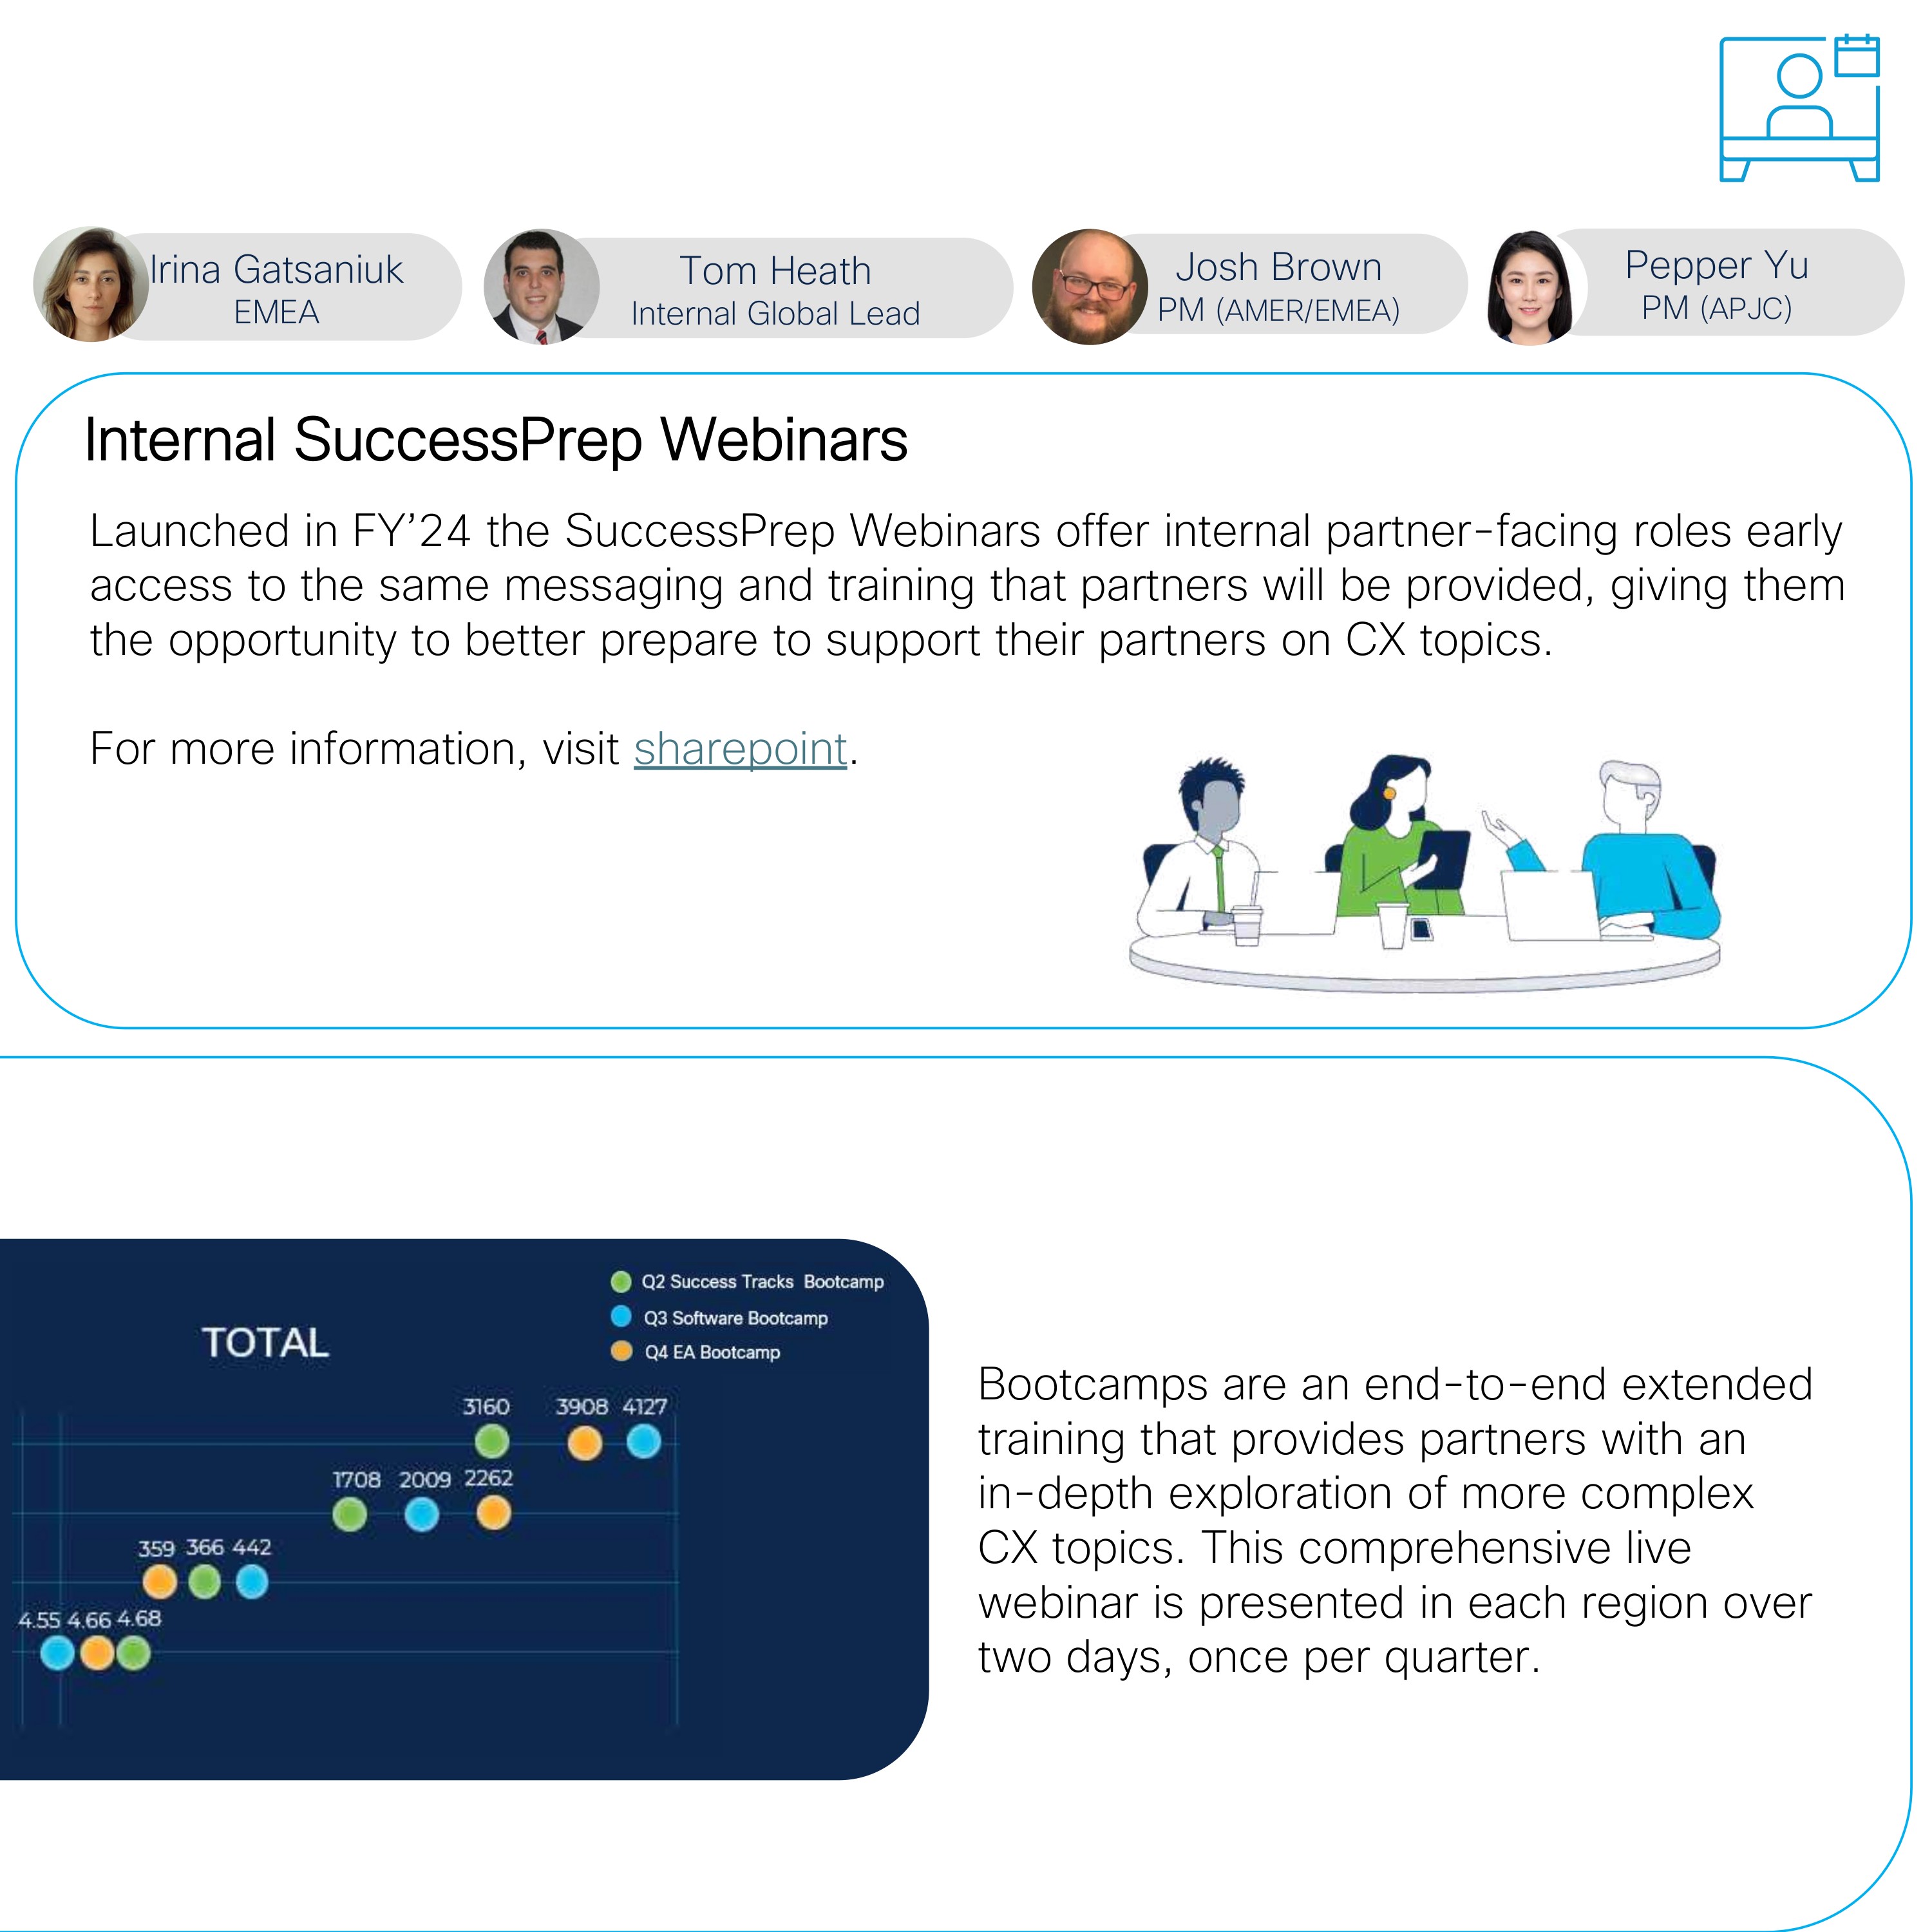 Irina Gatsaniuk
EMEA
Tom Heath
Internal Global Lead
Josh Brown
PM (AMER/EMEA)
Pepper Yu
PM (APJC)
Internal SuccessPrep Webinars
Launched in FY’24 the SuccessPrep Webinars offer internal partner-facing roles early
access to the same messaging and training that partners will be provided, giving them
the opportunity to better prepare to support their partners on CX topics.
For more information, visit sharepoint.
Q2 Success Tracks Bootcamp
Q3 Software Bootcamp
Q4 EA Bootcamp
TOTAL
3160 3908 4127
1708 2009 2262
359 366 442
4.55 4.66 4.68
Bootcamps are an end-to-end extended
training that provides partners with an
in-depth exploration of more complex
CX topics. This comprehensive live
webinar is presented in each region over
two days, once per quarter.